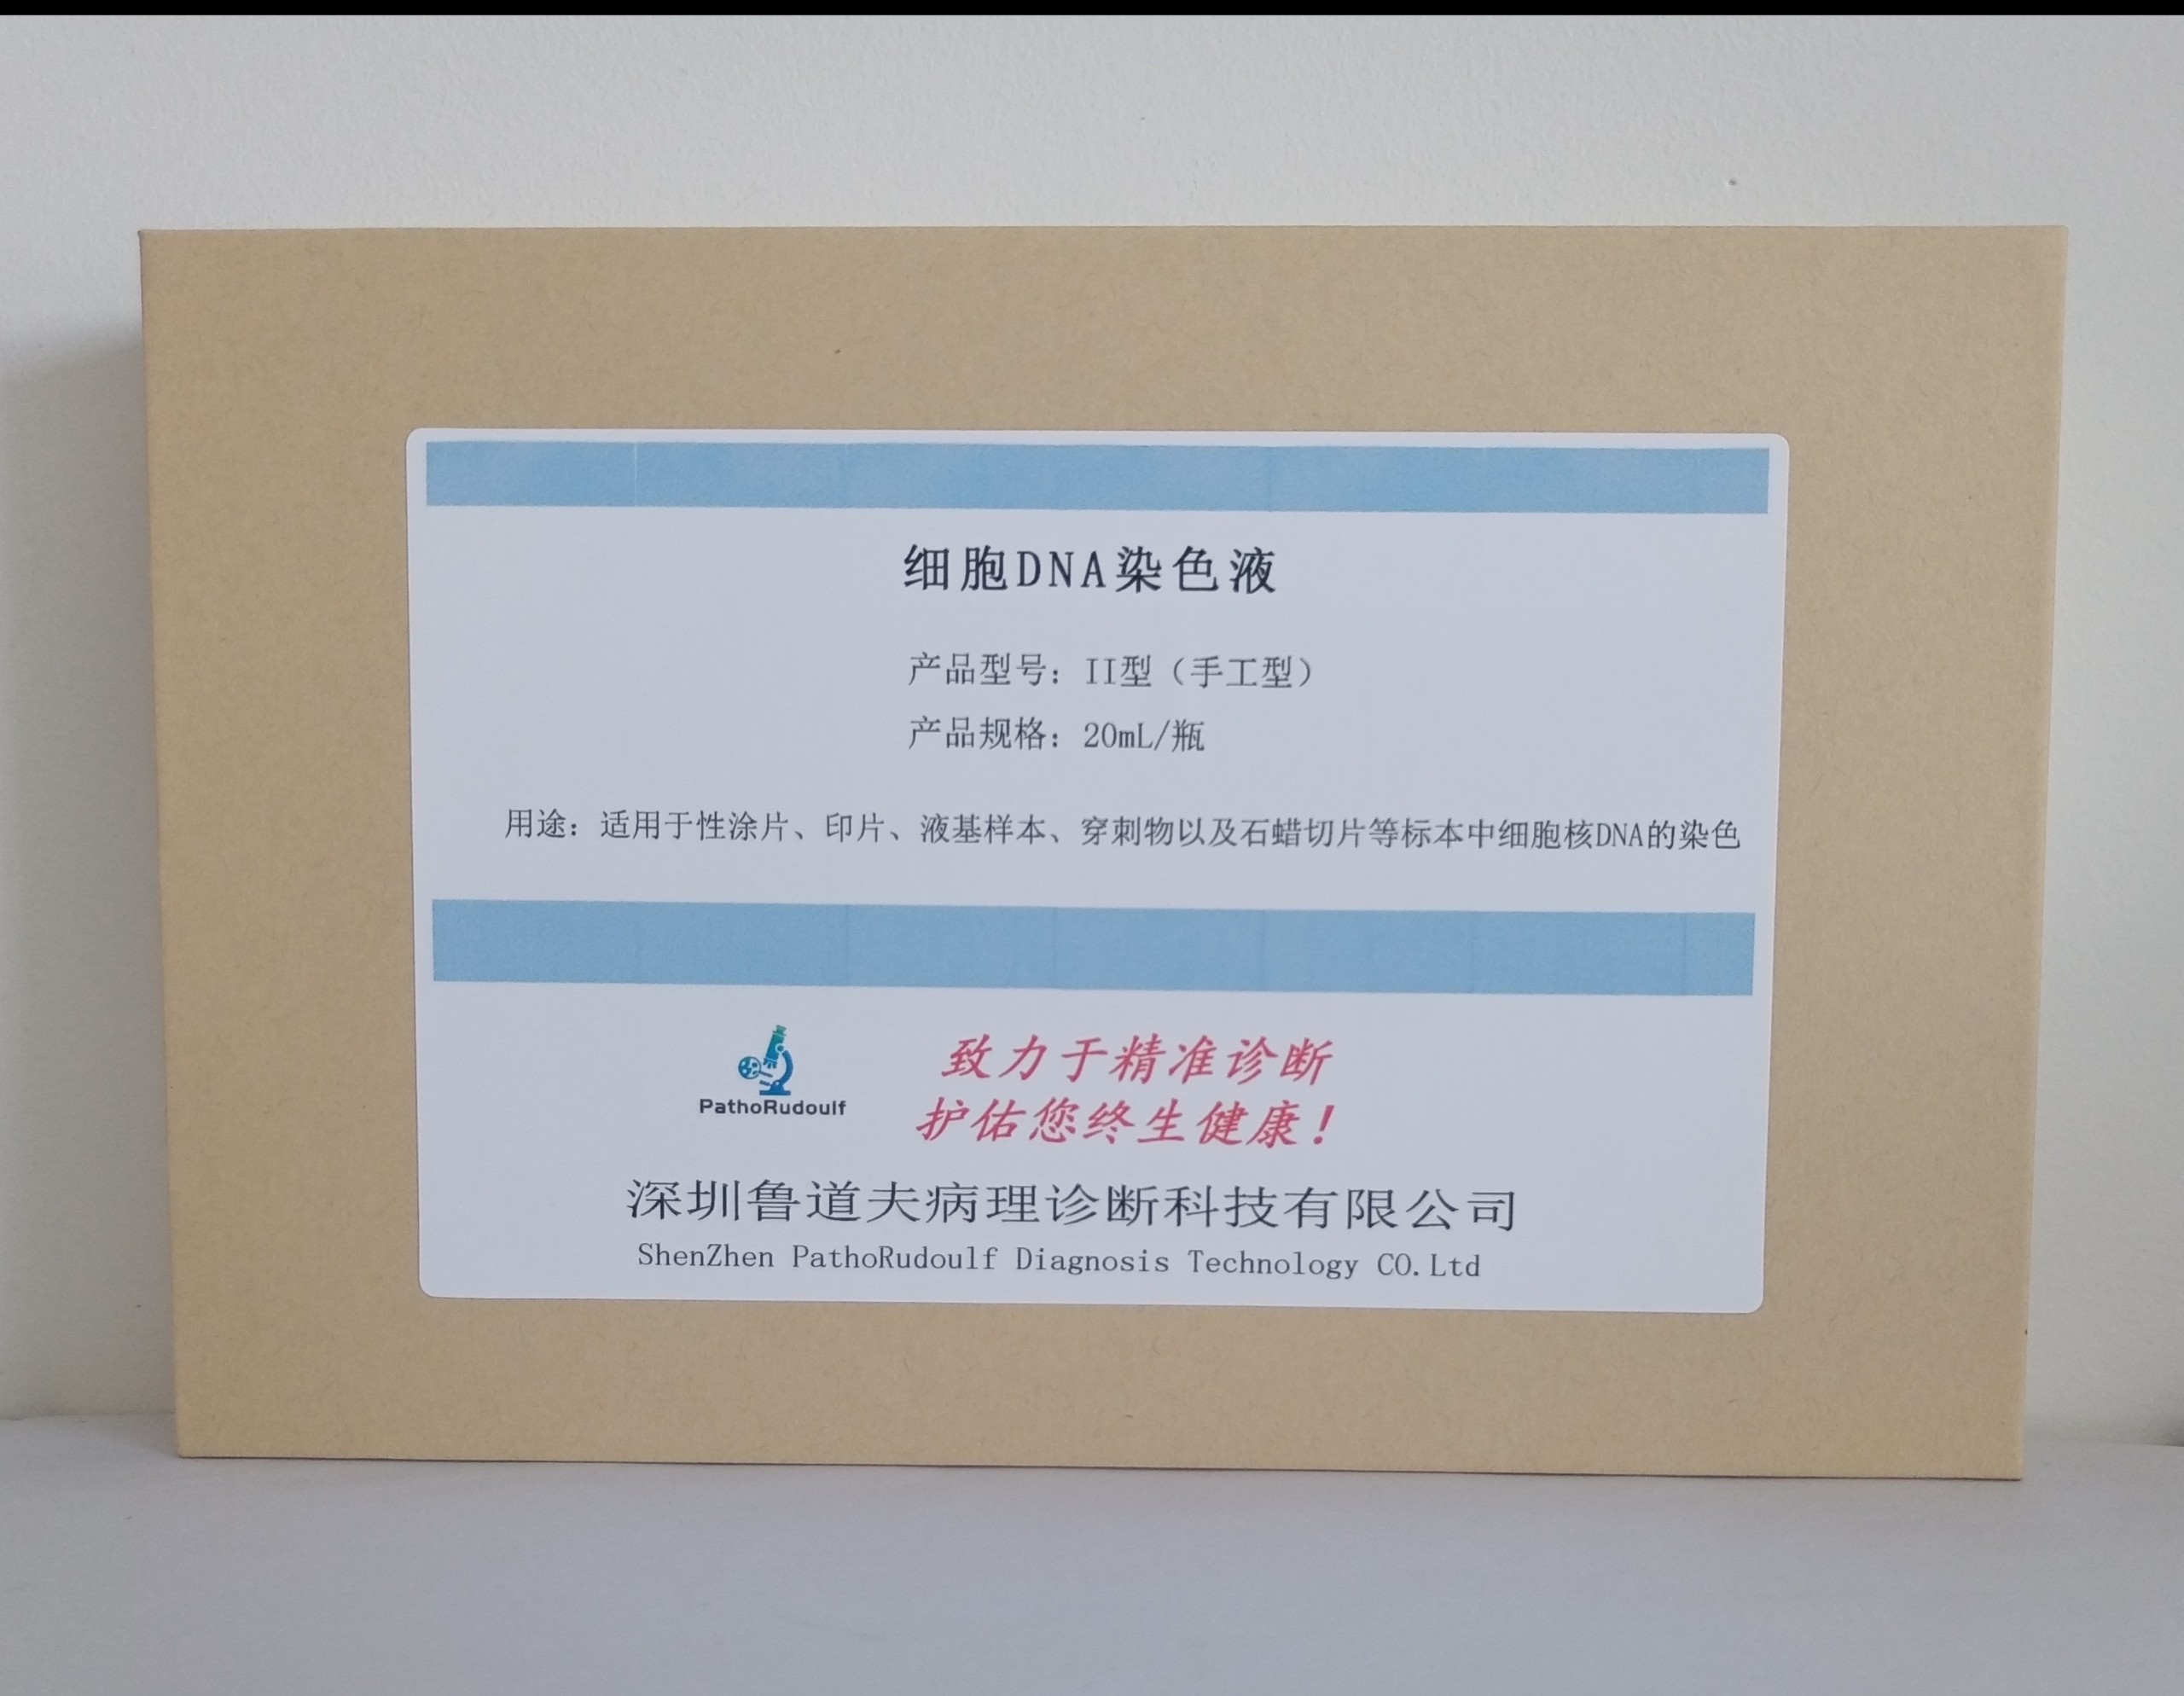 细胞DNA染色液
产品型号：II型（手工型）
产品规格：20mL/瓶
用途：适用于性涂片、印片、液基样本、穿刺物以及石蜡切片等标本中细胞核DNA的染色
PathoRudoulf
致力于精准诊断
护佑您终生健康！
深圳鲁道夫病理诊断科技有限公司
ShenZhen PathoRudoulf Diagnosis Technology CO.Ltd